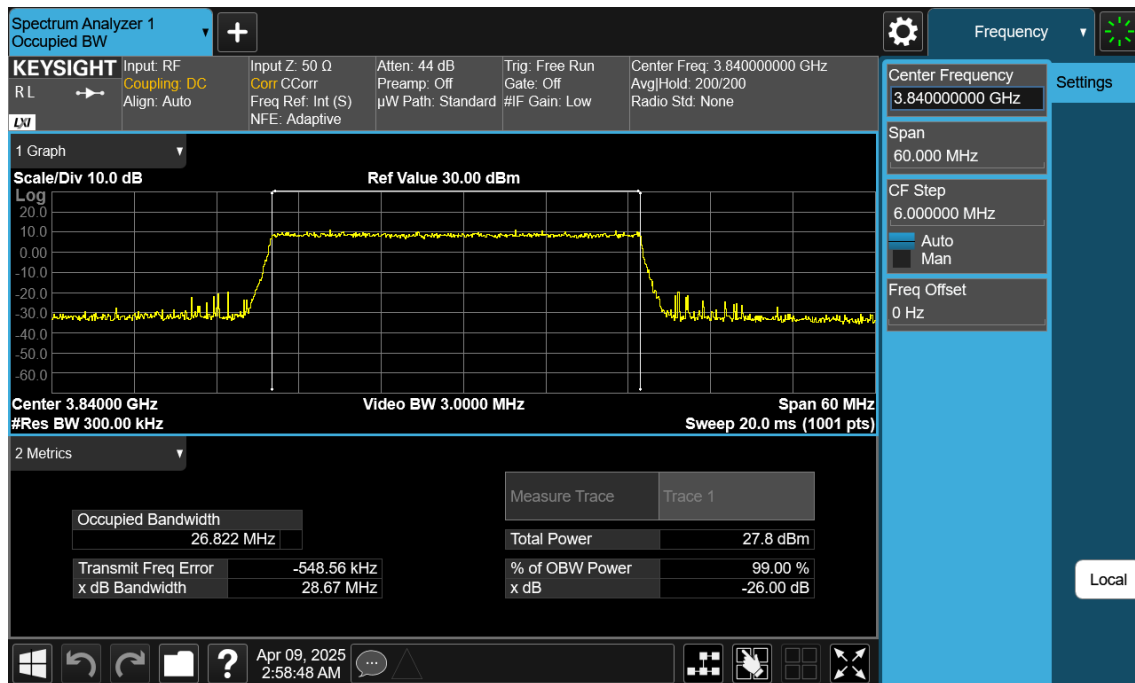 Spectrum Analyzer 1
Occupied BW
+
Frequency
KEYSIGHT
R L
LXI
Input: RF
Coupling: DC
Align: Auto
Input Z: 50 Ω
Corr CCorr
Freq Ref: Int (S)
NFE: Adaptive
Atten: 44 dB
Preamp: Off
µW Path: Standard
Trig: Free Run
Gate: Off
#IF Gain: Low
Center Freq: 3.840000000 GHz
Avg|Hold: 200/200
Radio Std: None
Center Frequency
3.840000000 GHz
Settings
Span
60.000 MHz
CF Step
6.000000 MHz
Auto
Man
Freq Offset
0 Hz
Local
1 Graph
Scale/Div 10.0 dB
Ref Value 30.00 dBm
Log
20.0
10.0
0.00
-10.0
-20.0
-30.0
-40.0
-50.0
-60.0
Center 3.84000 GHz
Video BW 3.0000 MHz
Span 60 MHz
#Res BW 300.00 kHz
Sweep 20.0 ms (1001 pts)
2 Metrics
Measure Trace
Trace 1
Occupied Bandwidth
26.822 MHz
Total Power
27.8 dBm
Transmit Freq Error
-548.56 kHz
% of OBW Power
99.00 %
x dB Bandwidth
28.67 MHz
x dB
-26.00 dB
?
Apr 09, 2025
2:58:48 AM